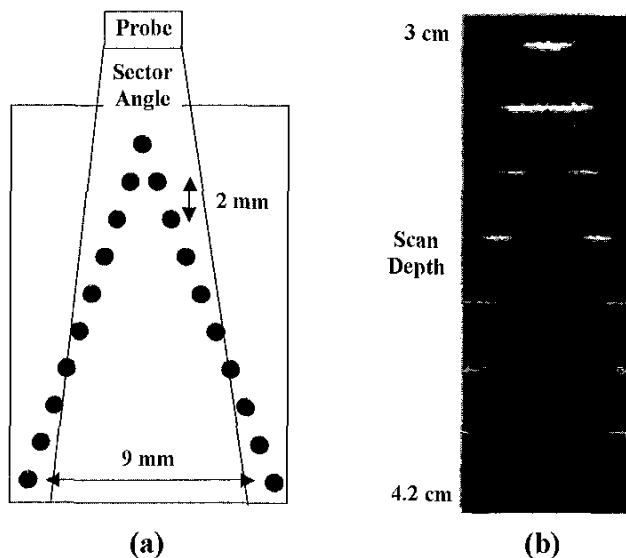 Probe
Sector
Angle
2 mm
9 mm
(a)
3 cm
Scan
Depth
4.2 cm
(b)